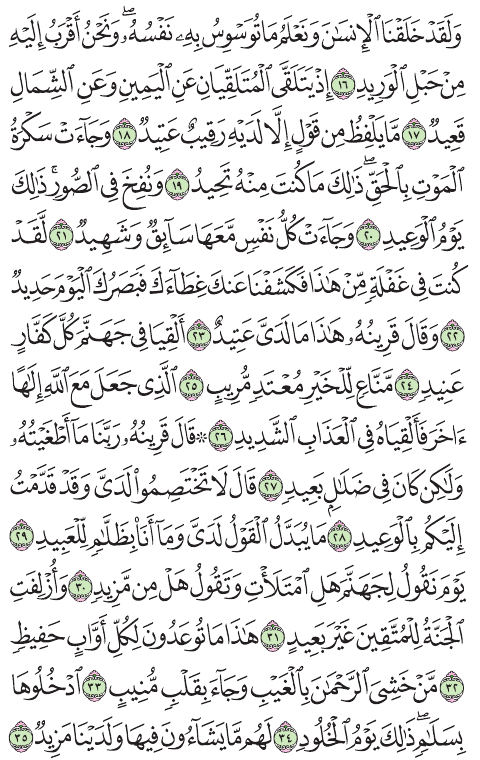 وَلَقَدْ خَلَقْنَا ٱلْإِنسَٰنَ وَنَعْلَمُ مَا تُوَسْوِسُ بِهِۦ نَفْسُهُۥۖ وَنَحْنُ أَقْرَبُ إِلَيْهِ
مِنْ حَبْلِ ٱلْوَرِيدِ ١٦ إِذْ يَتَلَقَّى ٱلْمُتَلَقِّيَانِ عَنِ ٱلْيَمِينِ وَعَنِ ٱلشِّمَالِ
قَعِيدٌ ١٧ مَّا يَلْفِظُ مِن قَوْلٍ إِلَّا لَدَيْهِ رَقِيبٌ عَتِيدٌ ١٨ وَجَآءَتْ سَكْرَةُ
ٱلْمَوْتِ بِٱلْحَقِّۖ ذَٰلِكَ مَا كُنتَ مِنْهُ تَحِيدُ ١٩ وَنُفِخَ فِى ٱلصُّورِۚ ذَٰلِكَ
يَوْمُ ٱلْوَعِيدِ ٢٠ وَجَآءَتْ كُلُّ نَفْسٍ مَّعَهَا سَآئِقٌ وَشَهِيدٌ ٢١ لَّقَدْ
كُنتَ فِى غَفْلَةٍ مِّنْ هَٰذَا فَكَشَفْنَا عَنكَ غِطَآءَكَ فَبَصَرُكَ ٱلْيَوْمَ حَدِيدٌ
٢٢ وَقَالَ قَرِينُهُۥ هَٰذَا مَا لَدَىَّ عَتِيدٌ ٢٣ أَلْقِيَا فِى جَهَنَّمَ كُلَّ كَفَّارٍ
عَنِيدٍ ٢٤ مَّنَّاعٍ لِّلْخَيْرِ مُعْتَدٍ مُّرِيبٍ ٢٥ ٱلَّذِى جَعَلَ مَعَ ٱللَّهِ إِلَٰهًا
ءَاخَرَ فَأَلْقِيَاهُ فِى ٱلْعَذَابِ ٱلشَّدِيدِ ٢٦ ۞ قَالَ قَرِينُهُۥ رَبَّنَا مَآ أَطْغَيْتُهُۥ
وَلَٰكِن كَانَ فِى ضَلَٰلٍۭ بَعِيدٍ ٢٧ قَالَ لَا تَخْتَصِمُوا۟ لَدَىَّ وَقَدْ قَدَّمْتُ
إِلَيْكُم بِٱلْوَعِيدِ ٢٨ مَا يُبَدَّلُ ٱلْقَوْلُ لَدَىَّ وَمَآ أَنَا۠ بِظَلَّٰمٍ لِّلْعَبِيدِ ٢٩
يَوْمَ نَقُولُ لِجَهَنَّمَ هَلِ ٱمْتَلَأْتِ وَتَقُولُ هَلْ مِن مَّزِيدٍ ٣٠ وَأُزْلِفَتِ
ٱلْجَنَّةُ لِلْمُتَّقِينَ غَيْرَ بَعِيدٍ ٣١ هَٰذَا مَا تُوعَدُونَ لِكُلِّ أَوَّابٍ حَفِيظٍ
٣٢ مَّنْ خَشِىَ ٱلرَّحْمَٰنَ بِٱلْغَيْبِ وَجَآءَ بِقَلْبٍ مُّنِيبٍ ٣٣ ٱدْخُلُوهَا
بِسَلَٰمٍۖ ذَٰلِكَ يَوْمُ ٱلْخُلُودِ ٣٤ لَهُم مَّا يَشَآءُونَ فِيهَا وَلَدَيْنَا مَزِيدٌ ٣٥